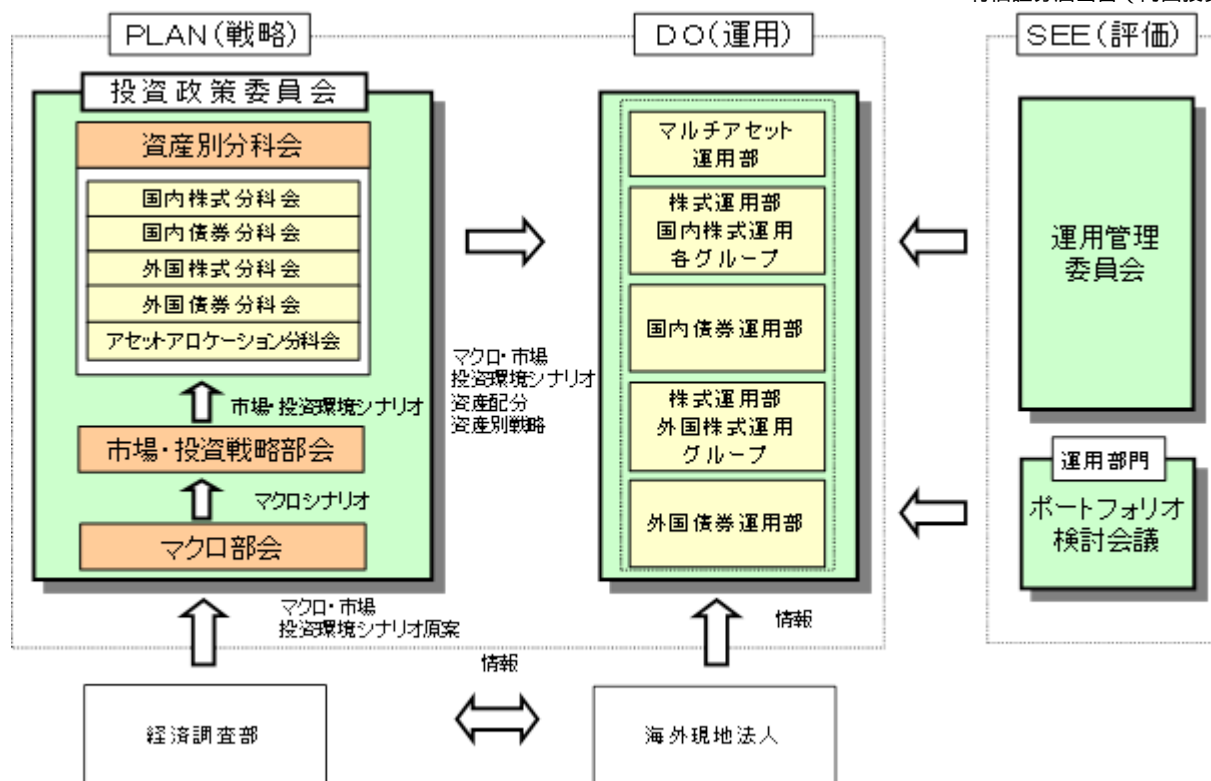 PLAN(戦略)
投資政策委員会
資産別分科会
国内株式分科会
国内債券分科会
外国株式分科会
外国債券分科会
アセットアロケーション分科会
市場・投資環境シナリオ
市場・投資戦略部会
マクロシナリオ
マクロ部会
マクロ・市場
投資環境シナリオ原案
経済調査部
マクロ・市場
投資環境シナリオ
資産配分
資産別戦略
情報
DO(運用)
マルチアセット
運用部
株式運用部
国内株式運用
各グループ
国内債券運用部
株式運用部
外国株式運用
グループ
外国債券運用部
情報
海外現地法人
SEE(評価)
運用管理
委員会
運用部門
ポートフォリオ
検討会議